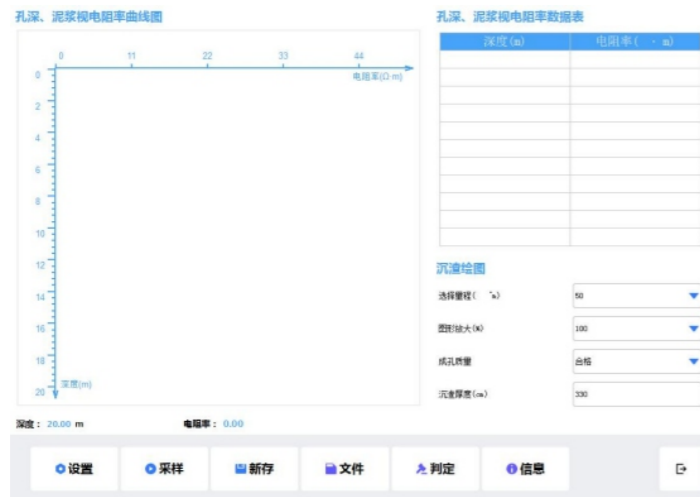 孔深、泥浆视电阻率曲线图
0 11 22 33 44
电阻率(Ω·m)
0
2
4
6
8
10
12
14
16
18
20
深度(m)
深度：20.00 m 电阻率：0.00
孔深、泥浆视电阻率数据表
深度(m) 电阻率( · m)
沉渣绘图
选择量程( ·m) 50
图形放大(%) 100
成孔质量 合格
沉渣厚度(cm) 330
设置 采样 新存 文件 判定 信息